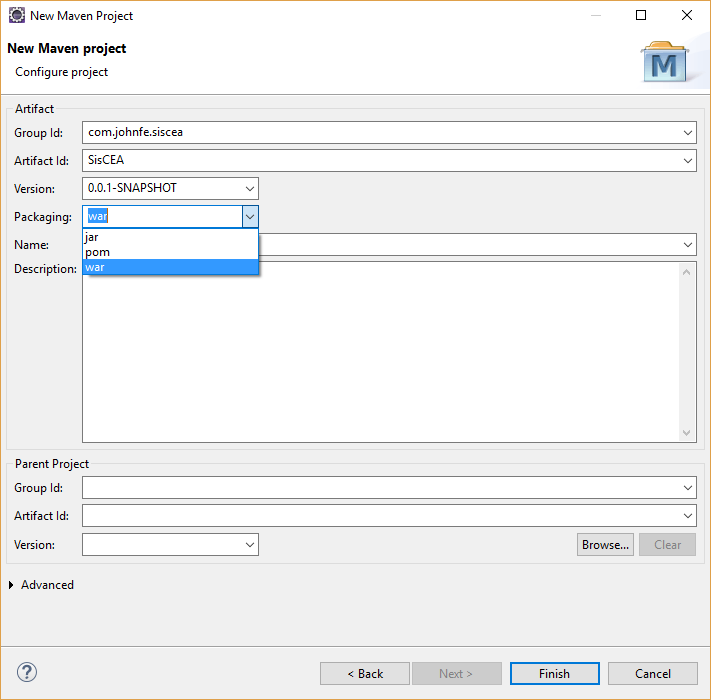 New Maven Project
New Maven project
Configure project
M
Artifact
Group Id: com.johnfe.siscea
Artifact Id: SisCEA
Version: 0.0.1-SNAPSHOT
Packaging: war
jar
pom
war
Name:
Description:
Parent Project
Group Id:
Artifact Id:
Version:
Browse... Clear
Advanced
? < Back Next > Finish Cancel